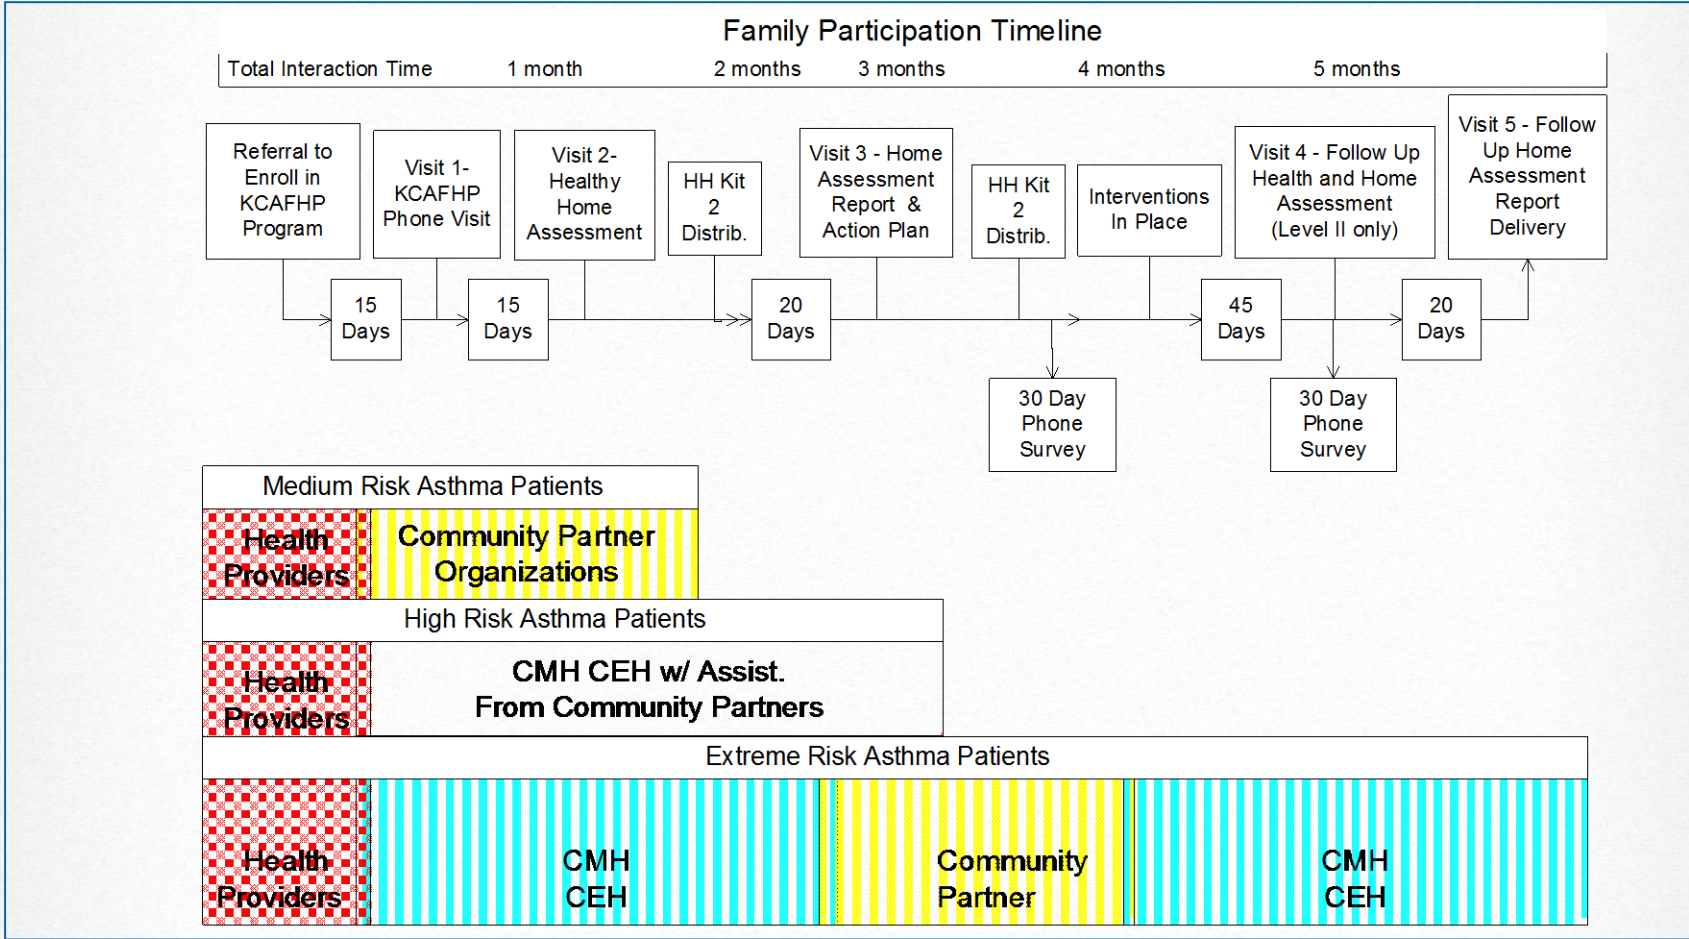 Family Participation Timeline
Total Interaction Time 1 month 2 months 3 months 4 months 5 months
Referral to
Enroll in
KCAFHP
Program
Visit 1-
KCAFHP
Phone Visit
Visit 2-
Healthy
Home
Assessment
HH Kit
2
Distrib.
Visit 3 - Home
Assessment
Report &
Action Plan
HH Kit
2
Distrib.
Interventions
In Place
Visit 4 - Follow Up
Health and Home
Assessment
(Level II only)
Visit 5 - Follow
Up Home
Assessment
Report
Delivery
15
Days
15
Days
20
Days
45
Days
20
Days
30 Day
Phone
Survey
30 Day
Phone
Survey
Medium Risk Asthma Patients
Health
Providers
Community Partner
Organizations
High Risk Asthma Patients
Health
Providers
CMH CEH w/ Assist.
From Community Partners
Extreme Risk Asthma Patients
Health
Providers
CMH
CEH
Community
Partner
CMH
CEH